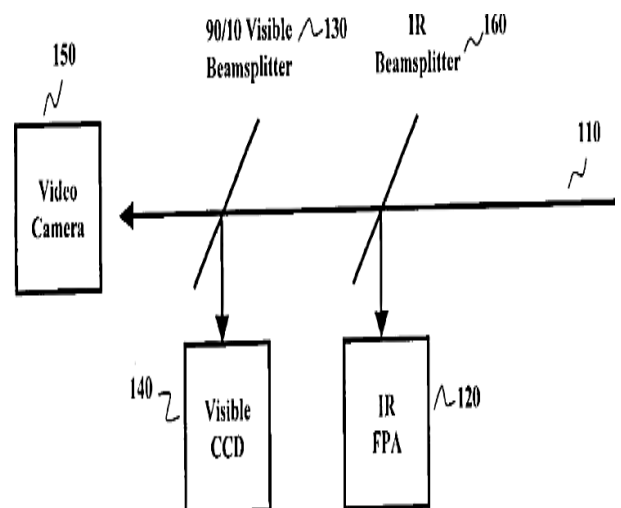 90/10 Visible 130
Beamsplitter
IR 160
Beamsplitter
150
110
Video
Camera
140
Visible
CCD
IR
FPA
120